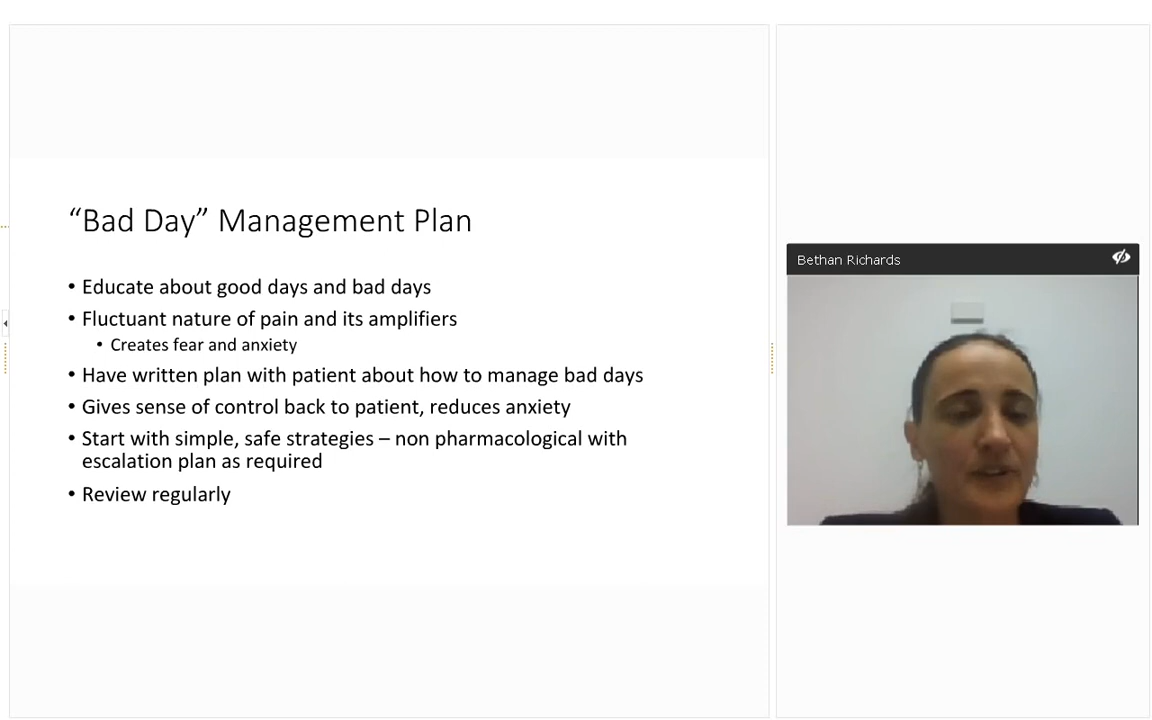 “Bad Day” Management Plan
• Educate about good days and bad days
• Fluctuant nature of pain and its amplifiers
• Creates fear and anxiety
• Have written plan with patient about how to manage bad days
• Gives sense of control back to patient, reduces anxiety
• Start with simple, safe strategies – non pharmacological with
escalation plan as required
• Review regularly
Bethan Richards